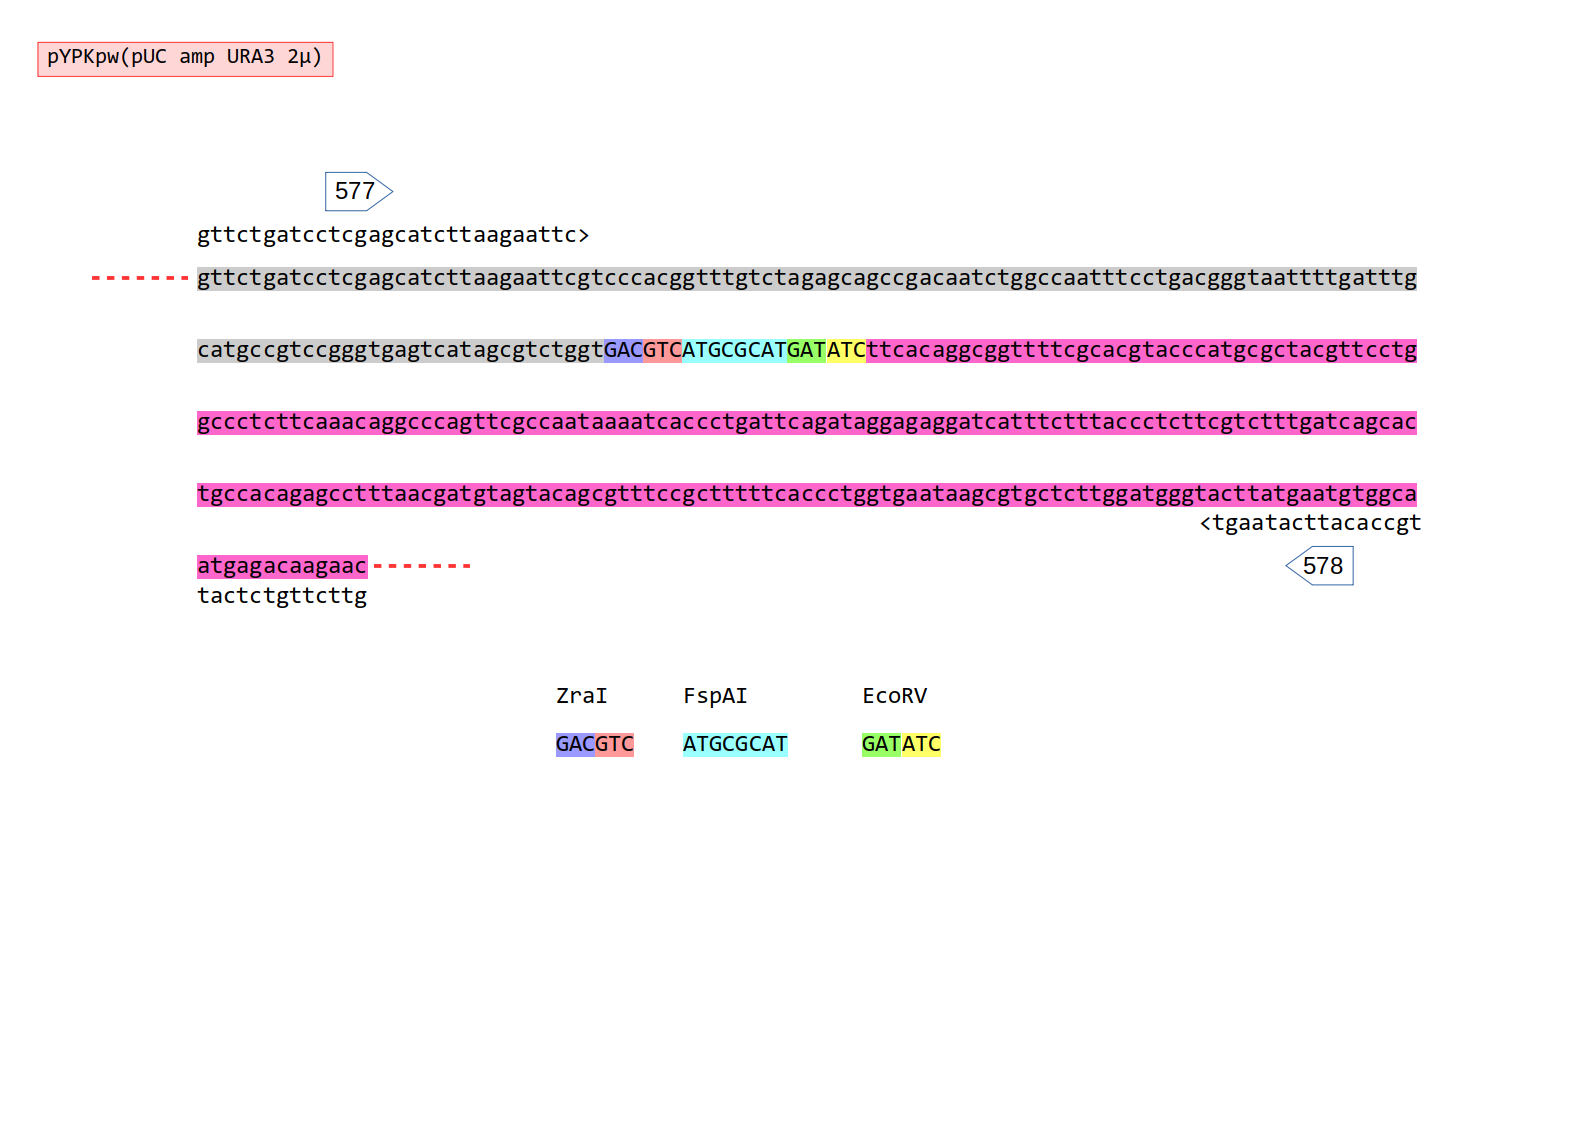 pYPKpw(pUC amp URA3 2µ)
577
gttctgatcctcgagcatcttaagaattc>
gttctgatcctcgagcatcttaagaattcgtcccacggtttgtctagagcagccgacaatctggccaatttcctgacgggtaattttgatttg
catgccgtccgggtgagtcatagcgtctggtGACGTCATGCGCATGATATCttcacaggcggttttcgcacgtacccatgcgctacgttcctg
gccctcttcaaacaggcccagttcgccaataaaatcaccctgattcagataggagaggatcatttctttaccctcttcgtctttgatcagcac
tgccacagagcctttaacgatgtagtacagcgtttccgctttttcaccctggtgaataagcgtgctcttggatgggtacttatgaatgtggca
<tgaatacttacaccgt
atgagacaagaac
578
tactctgttcttg
ZraI FspAI EcoRV
GACGTC ATGCGCAT GATATC